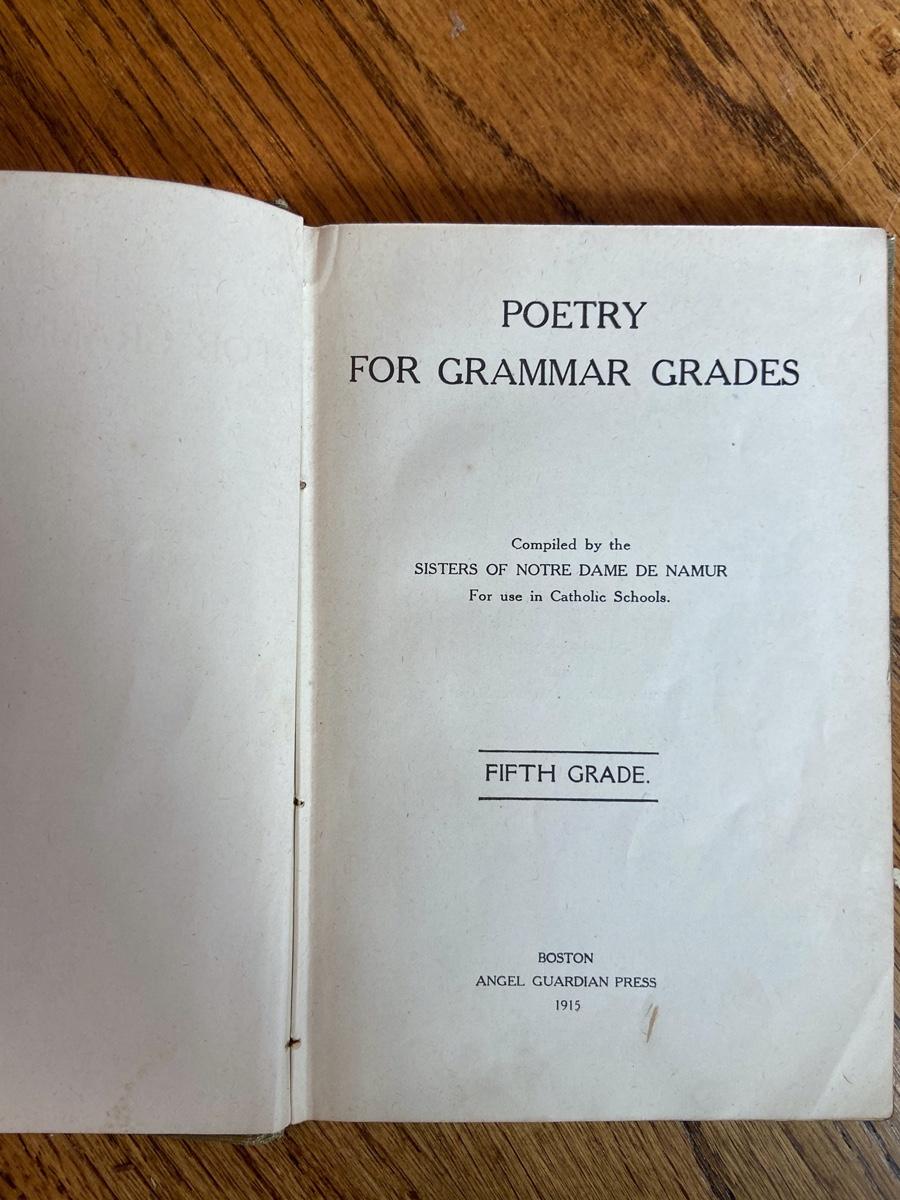 POETRY
FOR GRAMMAR GRADES
Compiled by the
SISTERS OF NOTRE DAME DE NAMUR
For use in Catholic Schools.
FIFTH GRADE.
BOSTON
ANGEL GUARDIAN PRESS
1915